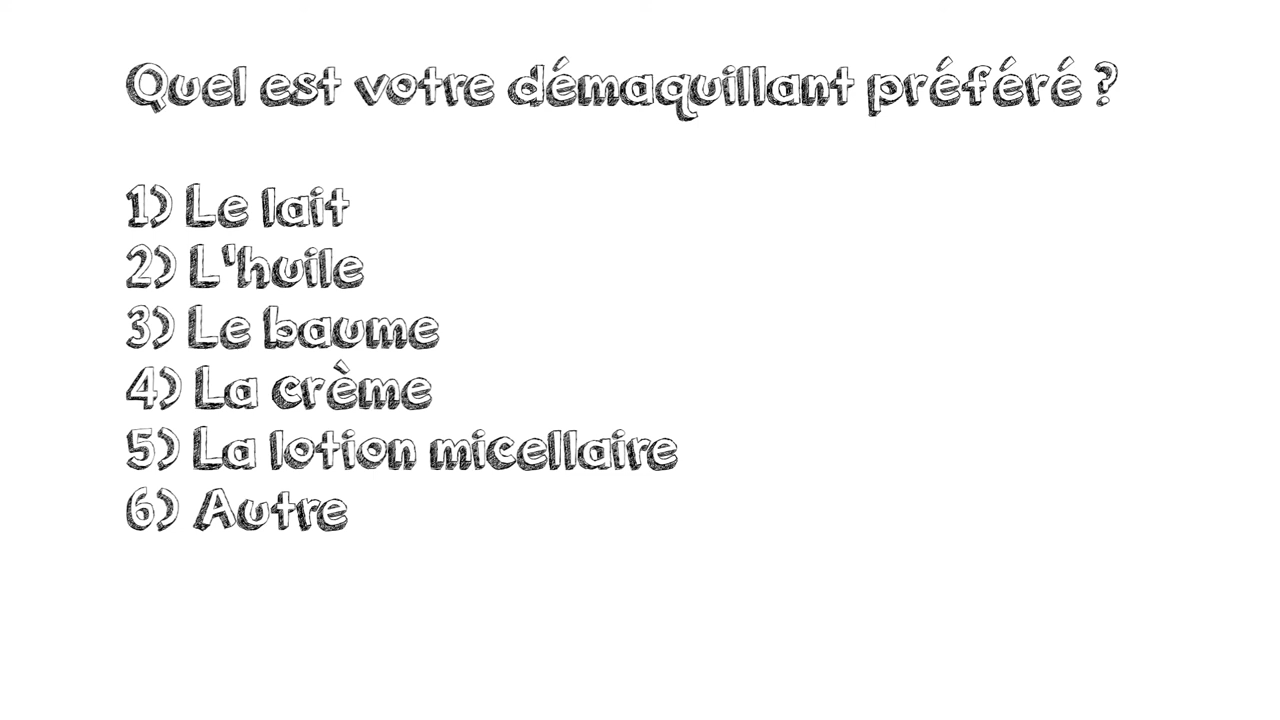 Quel est votre démaquillant préféré ?
1) Le lait
2) L'huile
3) Le baume
4) La crème
5) La lotion micellaire
6) Autre